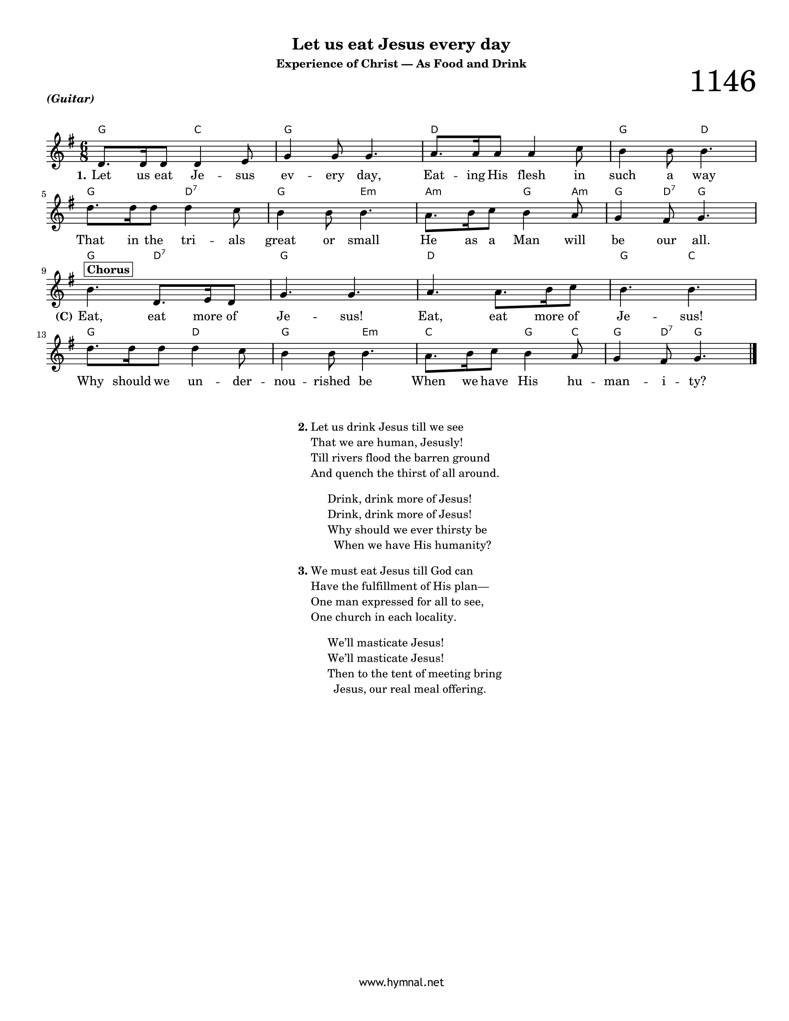 Let us eat Jesus every day
Experience of Christ — As Food and Drink
1146
(Guitar)
G C G D G D
6
8
1. Let us eat Je - sus ev - ery day, Eat - ing His flesh in such a way
G D7 G Em Am G Am G D7 G
5
That in the tri - als great or small He as a Man will be our all.
G D7 G D G C
Chorus
9
(C) Eat, eat more of Je - sus! Eat, eat more of Je - sus!
G D G Em C G C G D7 G
13
Why should we un - der - nou - rished be When we have His hu - man - i - ty?
2. Let us drink Jesus till we see
That we are human, Jesusly!
Till rivers flood the barren ground
And quench the thirst of all around.
Drink, drink more of Jesus!
Drink, drink more of Jesus!
Why should we ever thirsty be
When we have His humanity?
3. We must eat Jesus till God can
Have the fulfillment of His plan—
One man expressed for all to see,
One church in each locality.
We'll masticate Jesus!
We'll masticate Jesus!
Then to the tent of meeting bring
Jesus, our real meal offering.
www.hymnal.net